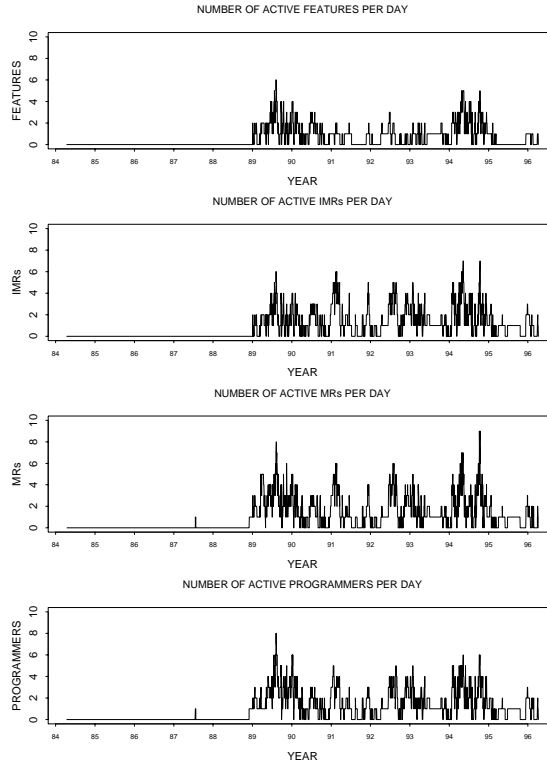 NUMBER OF ACTIVE FEATURES PER DAY
FEATURES
10
8
6
4
2
0
84 85 86 87 88 89 90 91 92 93 94 95 96
YEAR
NUMBER OF ACTIVE IMRs PER DAY
IMRs
10
8
6
4
2
0
84 85 86 87 88 89 90 91 92 93 94 95 96
YEAR
NUMBER OF ACTIVE MRs PER DAY
MRs
10
8
6
4
2
0
84 85 86 87 88 89 90 91 92 93 94 95 96
YEAR
NUMBER OF ACTIVE PROGRAMMERS PER DAY
PROGRAMMERS
10
8
6
4
2
0
84 85 86 87 88 89 90 91 92 93 94 95 96
YEAR